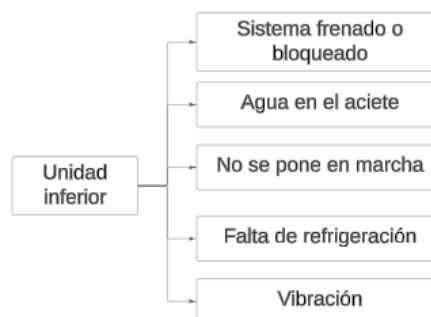 Sistema frenado o
bloqueado
Agua en el aciete
No se pone en marcha
Unidad
inferior
Falta de refrigeración
Vibración